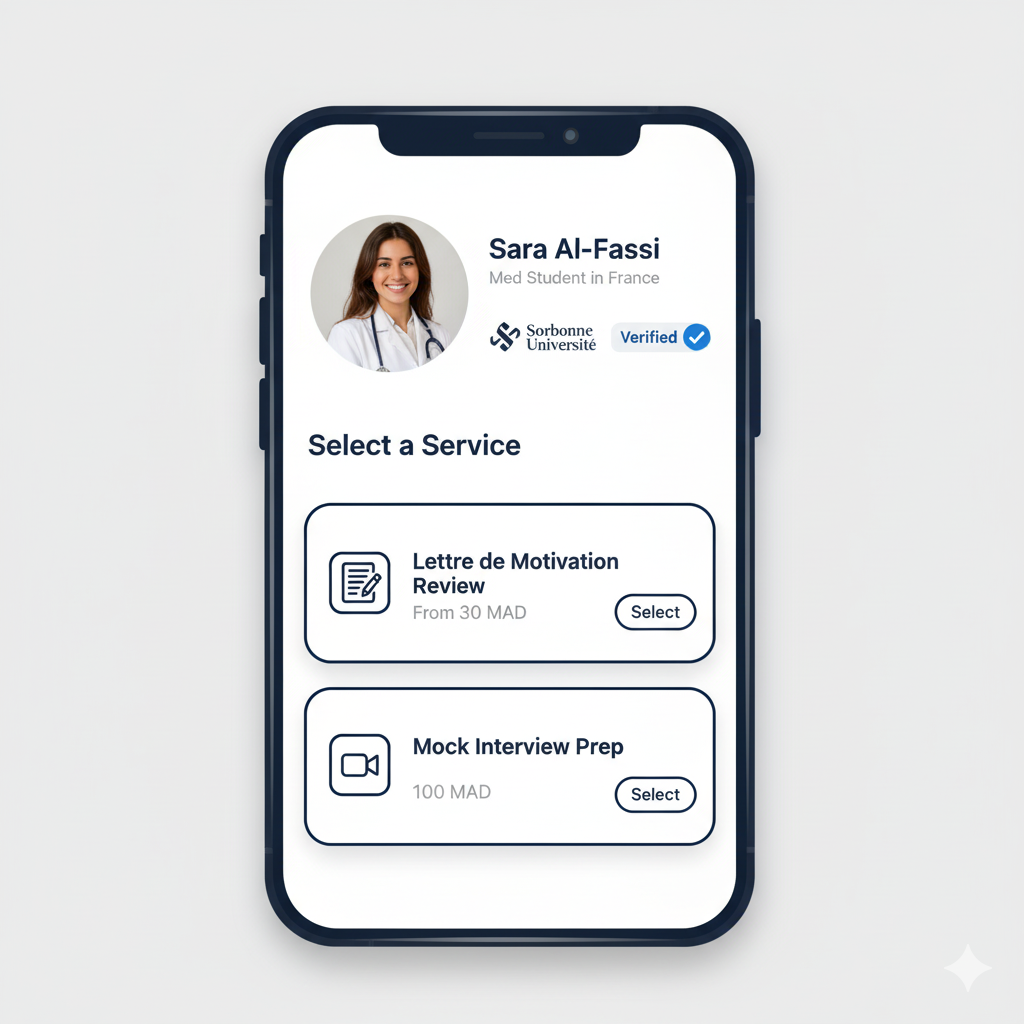 Sara Al-Fassi
Med Student in France
Sorbonne
Université
Verified
Select a Service
Lettre de Motivation
Review
From 30 MAD
Select
Mock Interview Prep
100 MAD
Select